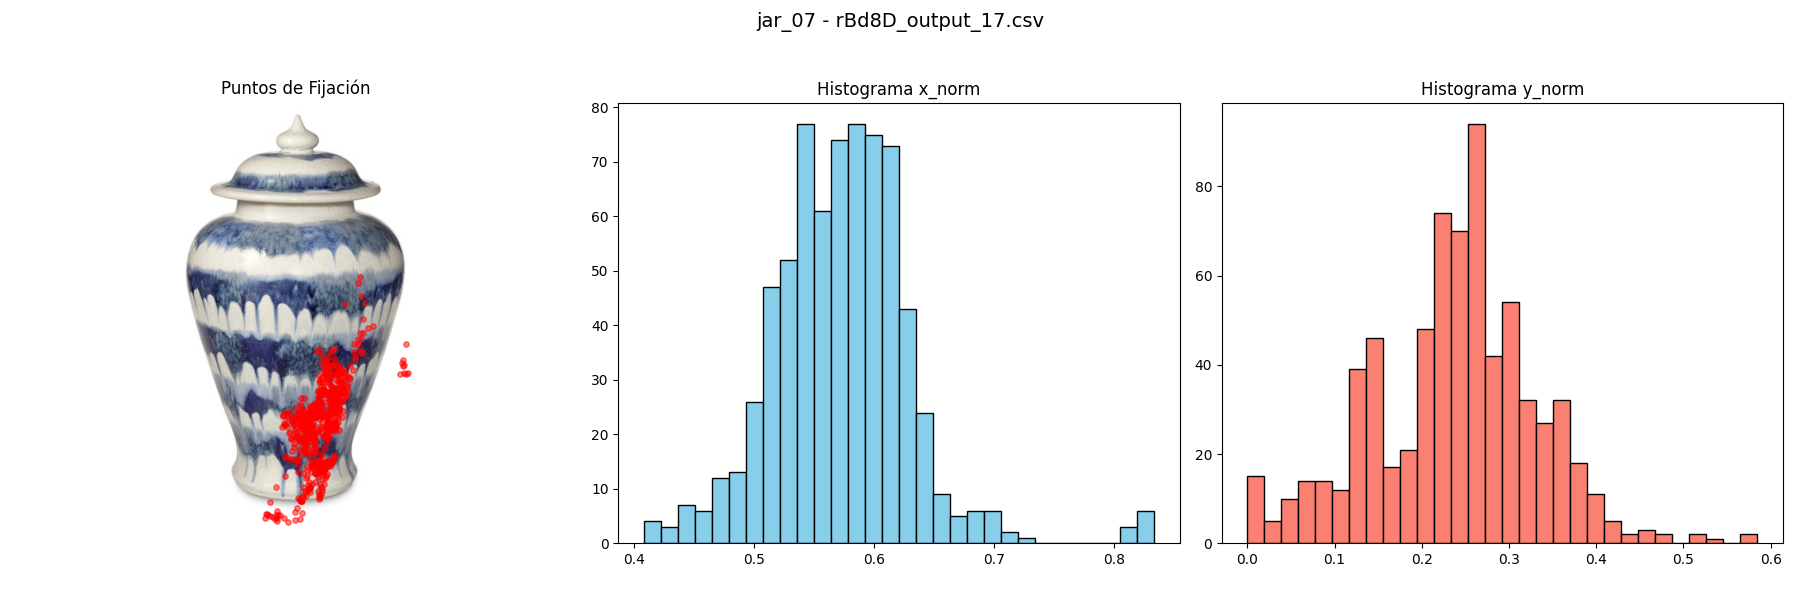 jar_07 - rBd8D_output_17.csv
Puntos de Fijación
Histograma x_norm
80
70
60
50
40
30
20
10
0
0.4 0.5 0.6 0.7 0.8
Histograma y_norm
80
60
40
20
0
0.0 0.1 0.2 0.3 0.4 0.5 0.6